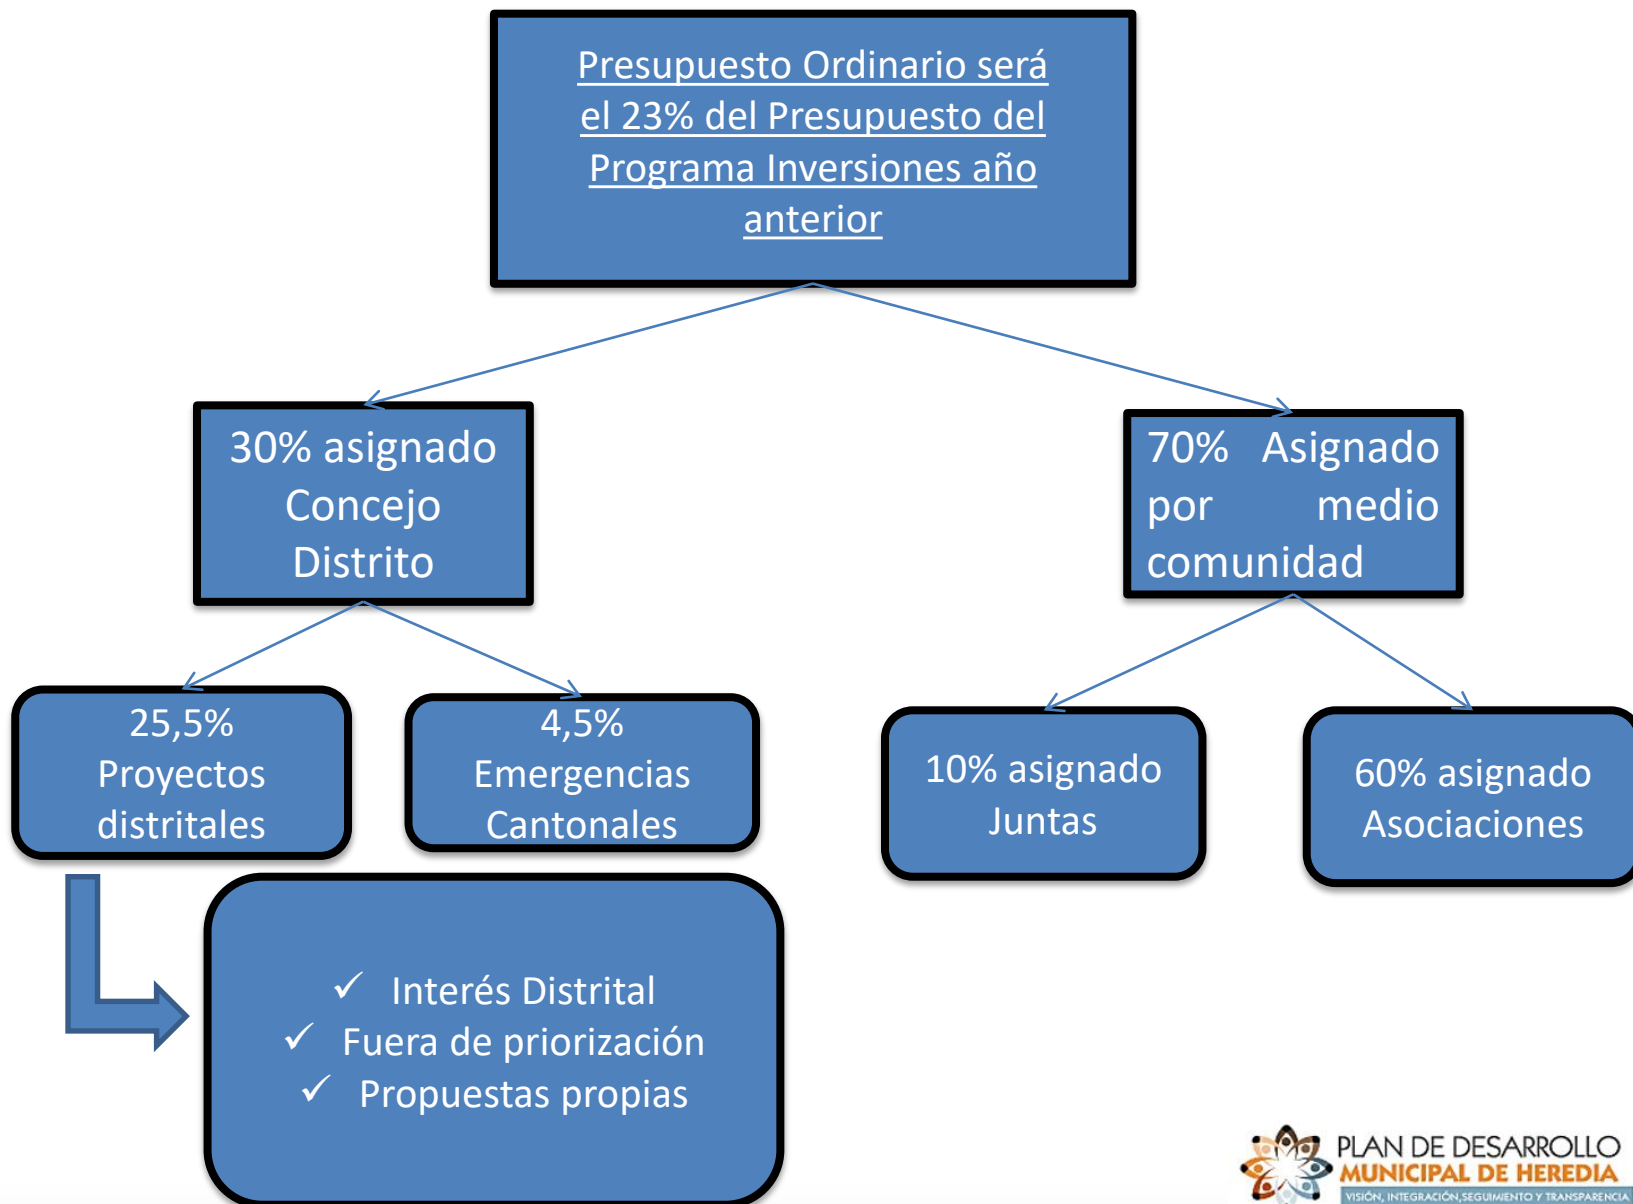 Presupuesto Ordinario será
el 23% del Presupuesto del
Programa Inversiones año
anterior
30% asignado
Concejo
Distrito
70% Asignado
por medio
comunidad
25,5%
Proyectos
distritales
4,5%
Emergencias
Cantonales
10% asignado
Juntas
60% asignado
Asociaciones
✓ Interés Distrital
✓ Fuera de priorización
✓ Propuestas propias
PLAN DE DESARROLLO
MUNICIPAL DE HEREDIA
VISIÓN, INTEGRACIÓN, SEGUIMIENTO Y TRANSPARENCIA